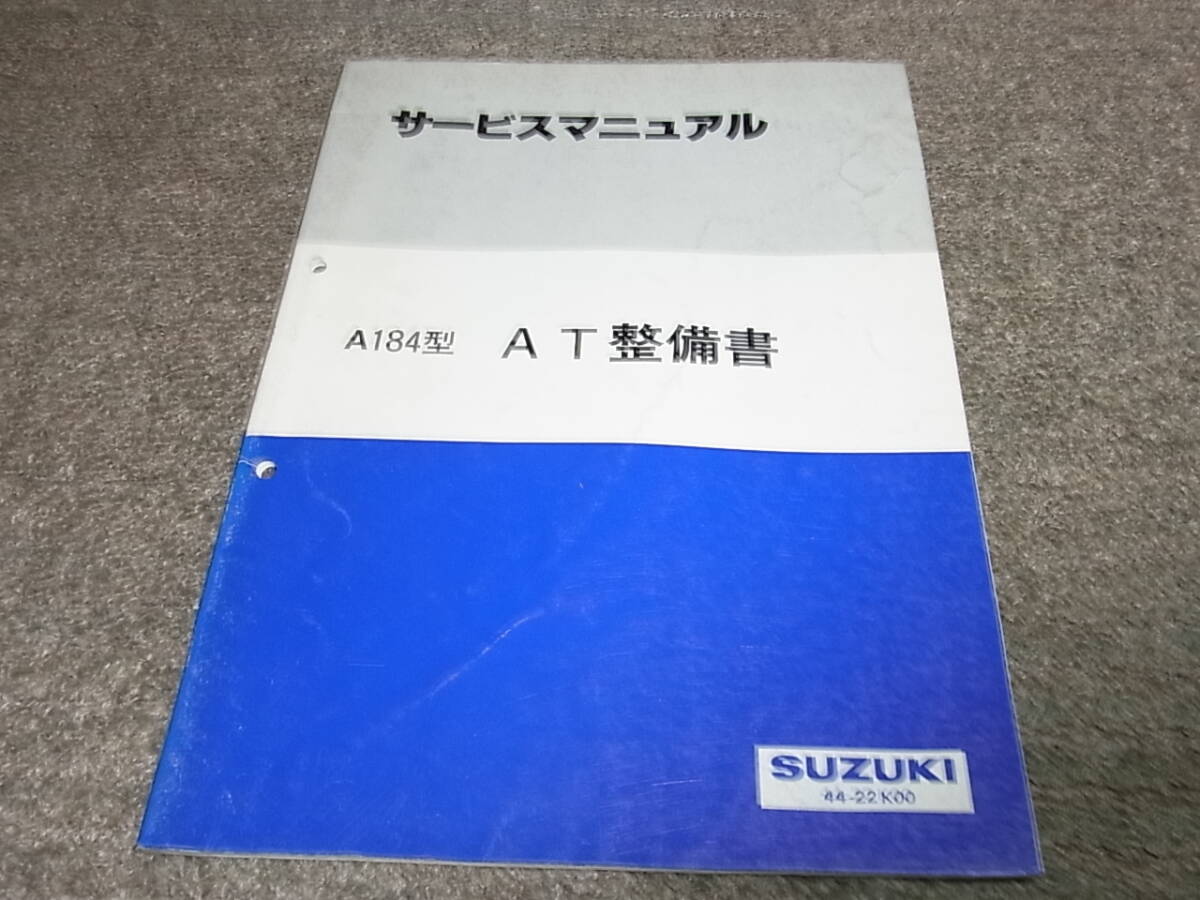 サービスマニュアル
A184型 AT整備書
SUZUKI
44-22K00